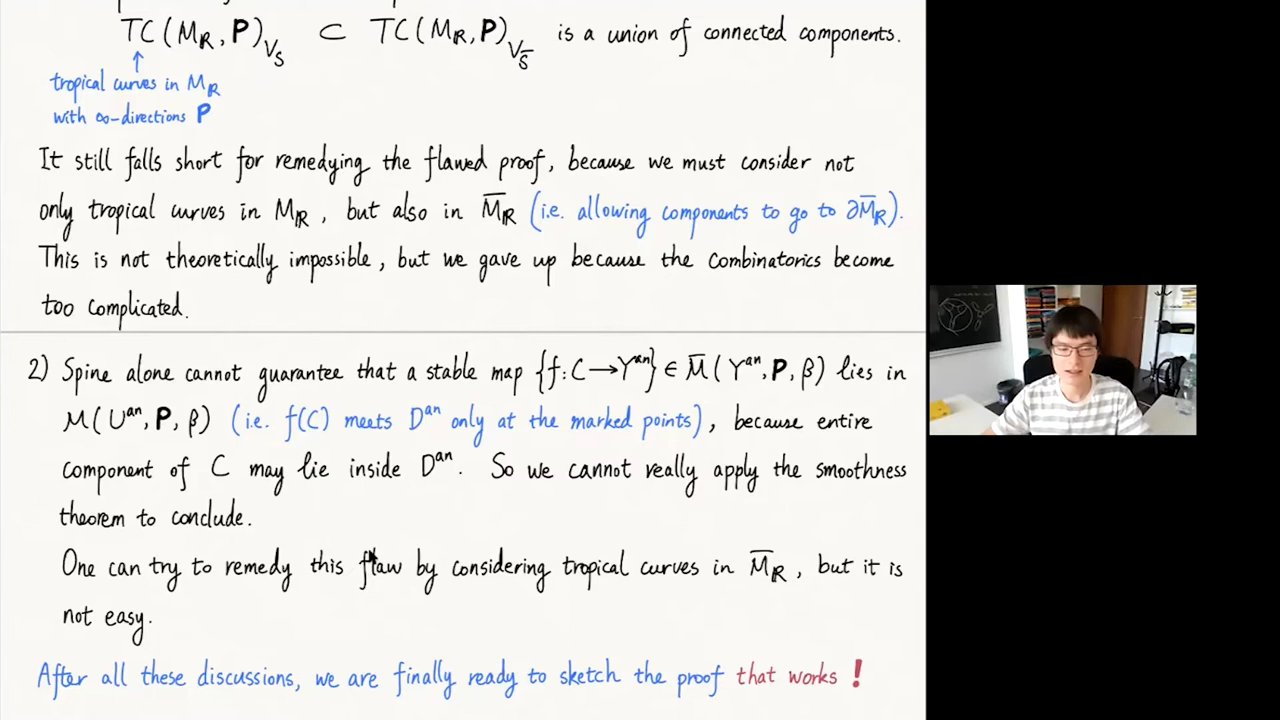 TC(M_ℝ, P)_{V_S} ⊂ TC(M_ℝ, P)_{V_{\overline{S}}} is a union of connected components.
↑
tropical curves in M_ℝ
with ∞-directions P
It still falls short for remedying the flawed proof, because we must consider not
only tropical curves in M_ℝ, but also in \overline{M}_ℝ (i.e. allowing components to go to ∂\overline{M}_ℝ).
This is not theoretically impossible, but we gave up because the combinatorics become
too complicated.
2) Spine alone cannot guarantee that a stable map {f: C → Y^{an}} ∈ \overline{M}(Y^{an}, P, β) lies in
M(U^{an}, P, β) (i.e. f(C) meets D^{an} only at the marked points), because entire
component of C may lie inside D^{an}. So we cannot really apply the smoothness
theorem to conclude.
One can try to remedy this flaw by considering tropical curves in \overline{M}_ℝ, but it is
not easy.
After all these discussions, we are finally ready to sketch the proof that works !